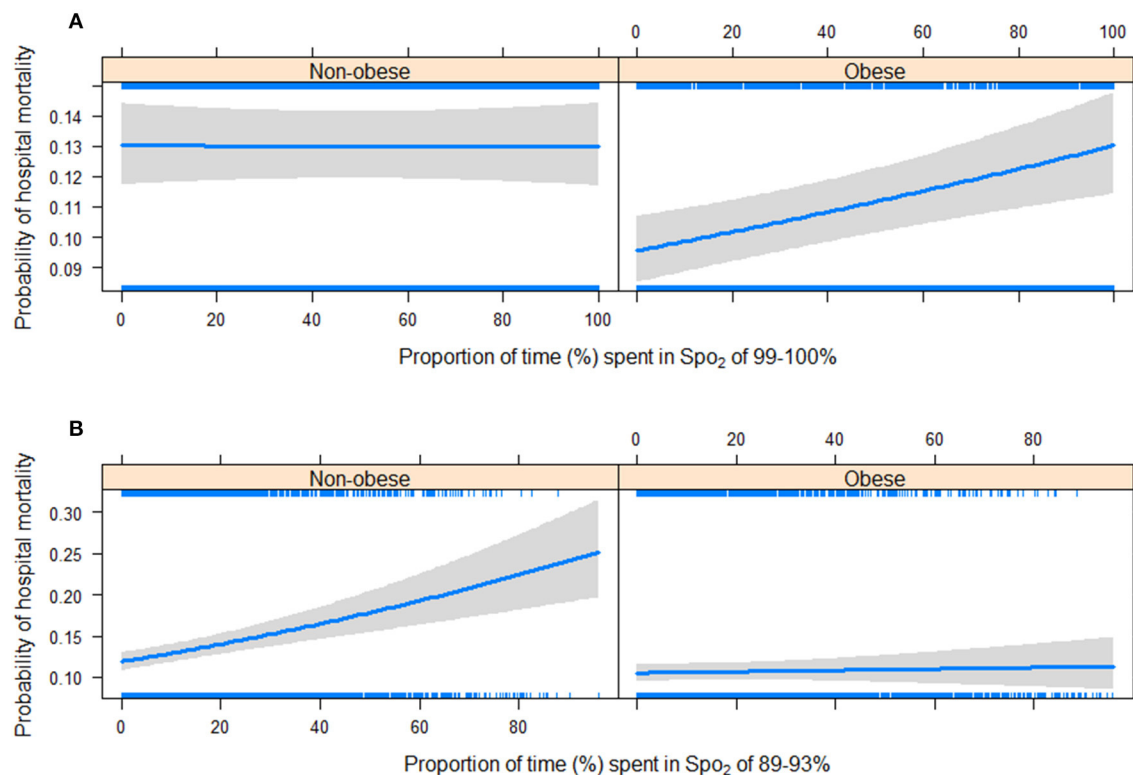 A
0 20 40 60 80 100
Non-obese Obese
Probability of hospital mortality
0.14
0.13
0.12
0.11
0.10
0.09
0 20 40 60 80 100
Proportion of time (%) spent in Spo₂ of 99-100%
B
0 20 40 60 80
Non-obese Obese
Probability of hospital mortality
0.30
0.25
0.20
0.15
0.10
0 20 40 60 80
Proportion of time (%) spent in Spo₂ of 89-93%